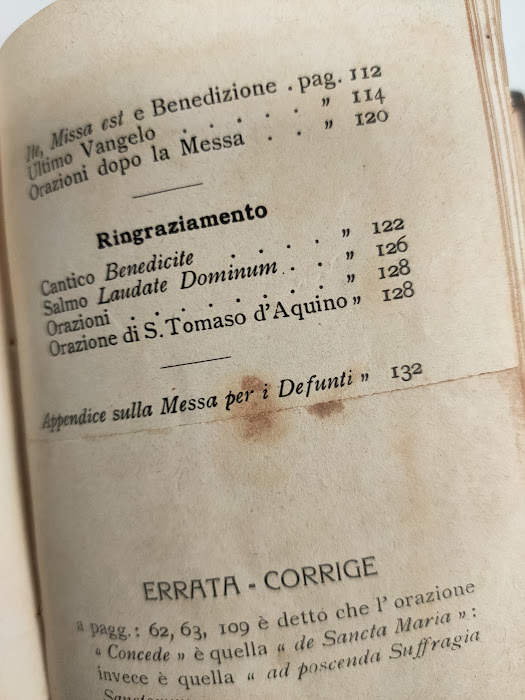 Ite, Missa est e Benedizione . pag. 112
Ultimo Vangelo . . . . . „ 114
Orazioni dopo la Messa . . „ 120
Ringraziamento
Cantico Benedicite . . . . „ 122
Salmo Laudate Dominum . . „ 126
Orazioni . . . . . . . „ 128
Orazione di S. Tomaso d'Aquino „ 128
Appendice sulla Messa per i Defunti „ 132
ERRATA - CORRIGE
a pagg.: 62, 63, 109 è detto che l' orazione
“ Concede „ è quella “ de Sancta Maria „ :
invece è quella “ ad poscenda Suffragia